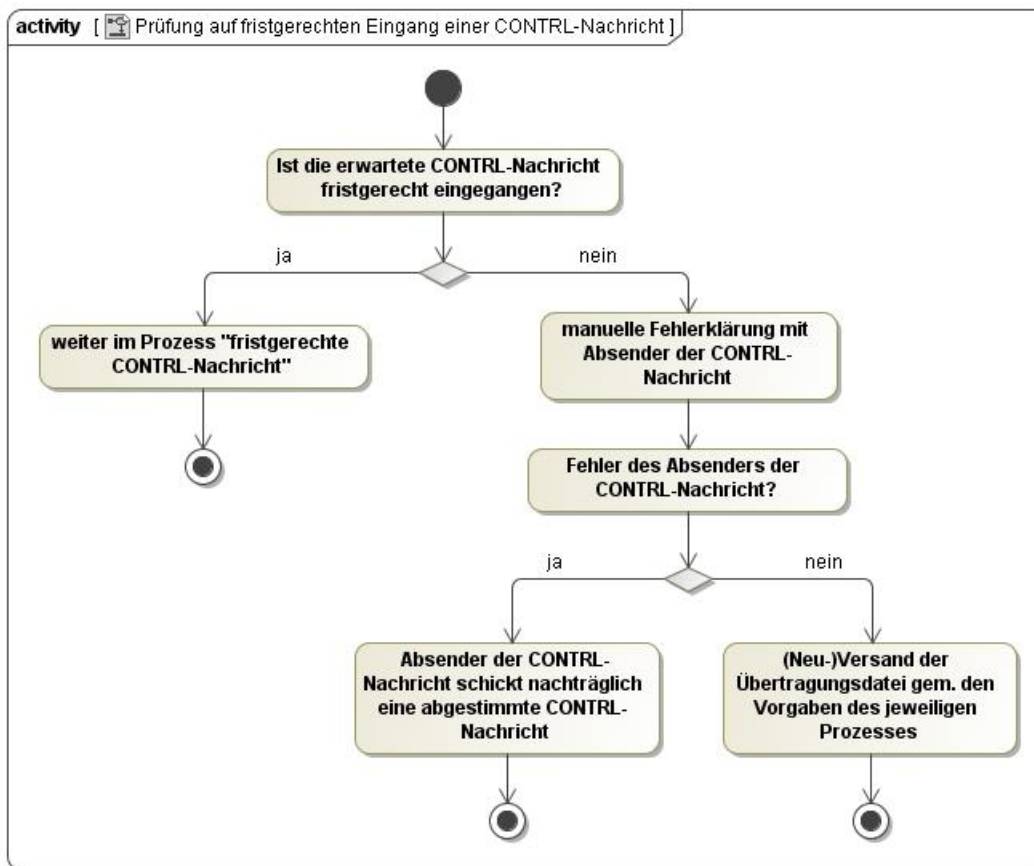 activity [ Prüfung auf fristgerechten Eingang einer CONTRL-Nachricht ]
Ist die erwartete CONTRL-Nachricht
fristgerecht eingegangen?
ja
nein
weiter im Prozess "fristgerechte
CONTRL-Nachricht"
manuelle Fehlerklärung mit
Absender der CONTRL-
Nachricht
Fehler des Absenders der
CONTRL-Nachricht?
ja
nein
Absender der CONTRL-
Nachricht schickt nachträglich
eine abgestimmte CONTRL-
Nachricht
(Neu-)Versand der
Übertragungsdatei gem. den
Vorgaben des jeweiligen
Prozesses